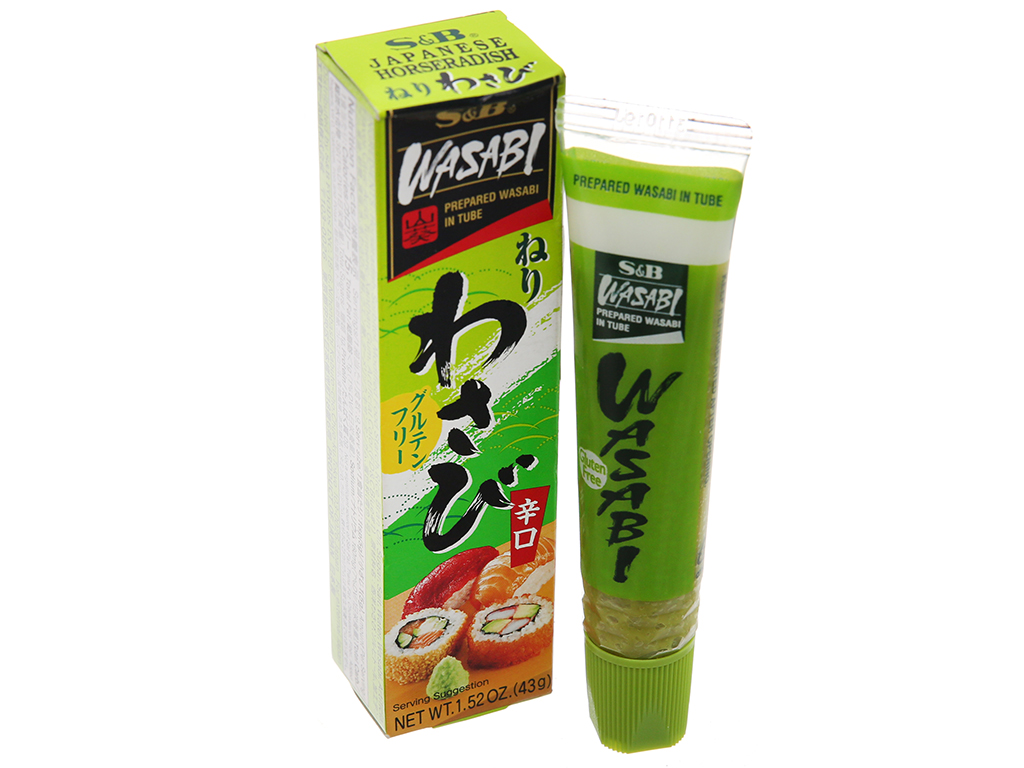 S&B®
JAPANESE
HORSERADISH
ねり わさび
S&B®
WASABI
山葵
PREPARED WASABI
IN TUBE
ねり
わさび
グルテン
フリー
辛口
Serving Suggestion
NET WT.1.52 OZ.(43g)
PREPARED WASABI IN TUBE
S&B
WASABI
PREPARED WASABI
IN TUBE
WASABI
Gluten
Free